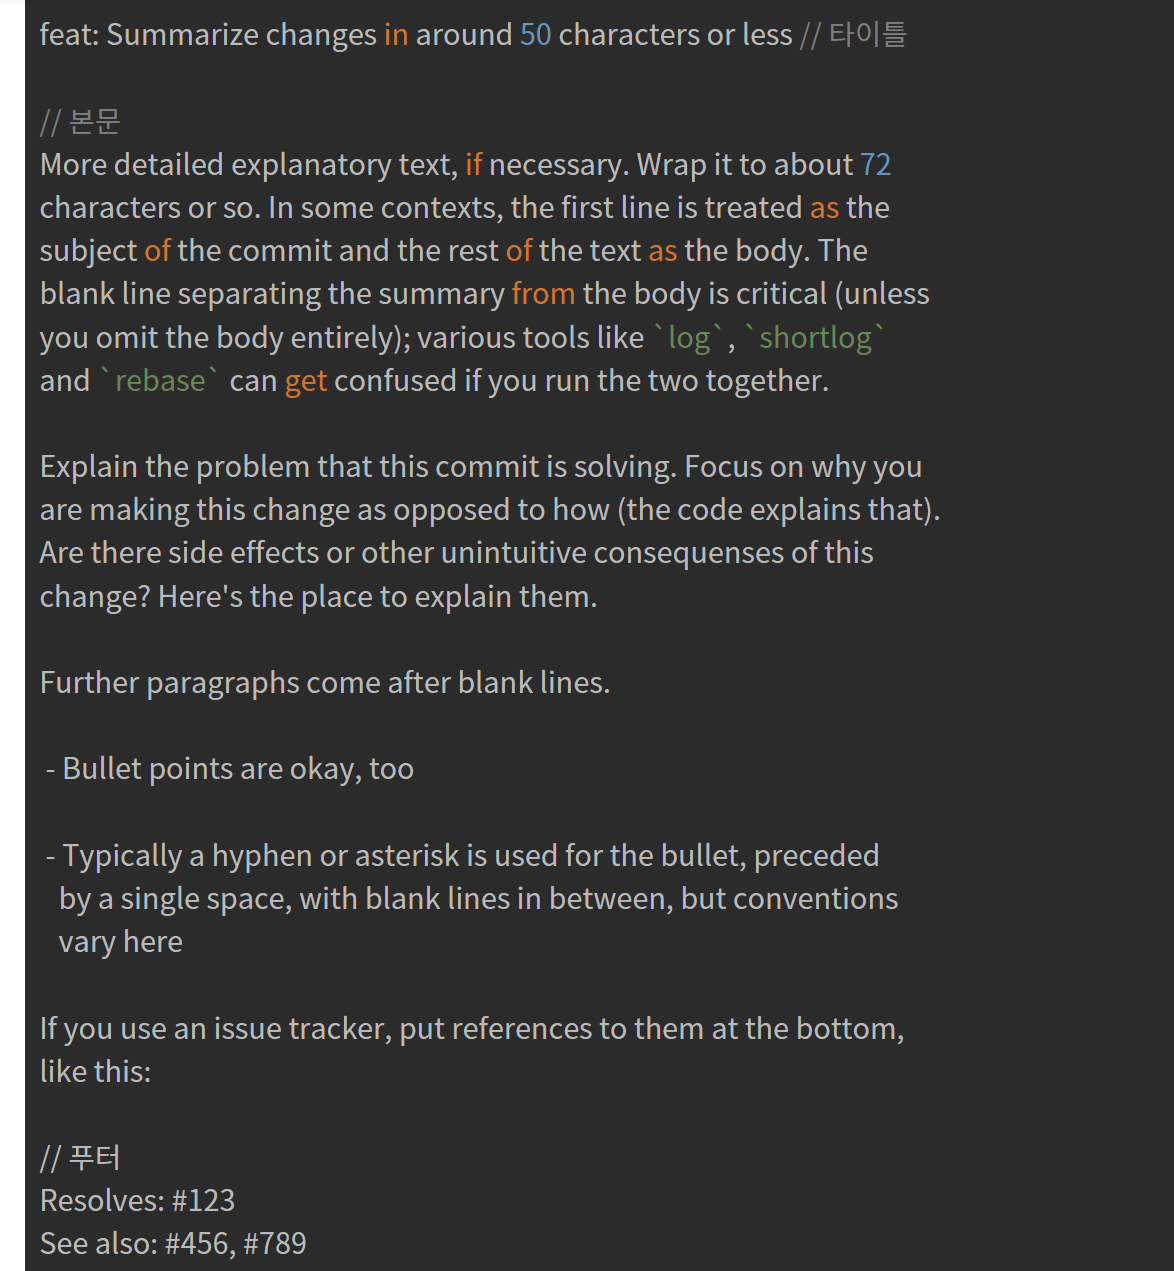 feat: Summarize changes in around 50 characters or less // 타이틀
// 본문
More detailed explanatory text, if necessary. Wrap it to about 72
characters or so. In some contexts, the first line is treated as the
subject of the commit and the rest of the text as the body. The
blank line separating the summary from the body is critical (unless
you omit the body entirely); various tools like `log`, `shortlog`
and `rebase` can get confused if you run the two together.
Explain the problem that this commit is solving. Focus on why you
are making this change as opposed to how (the code explains that).
Are there side effects or other unintuitive consequenses of this
change? Here's the place to explain them.
Further paragraphs come after blank lines.
- Bullet points are okay, too
- Typically a hyphen or asterisk is used for the bullet, preceded
by a single space, with blank lines in between, but conventions
vary here
If you use an issue tracker, put references to them at the bottom,
like this:
// 푸터
Resolves: #123
See also: #456, #789